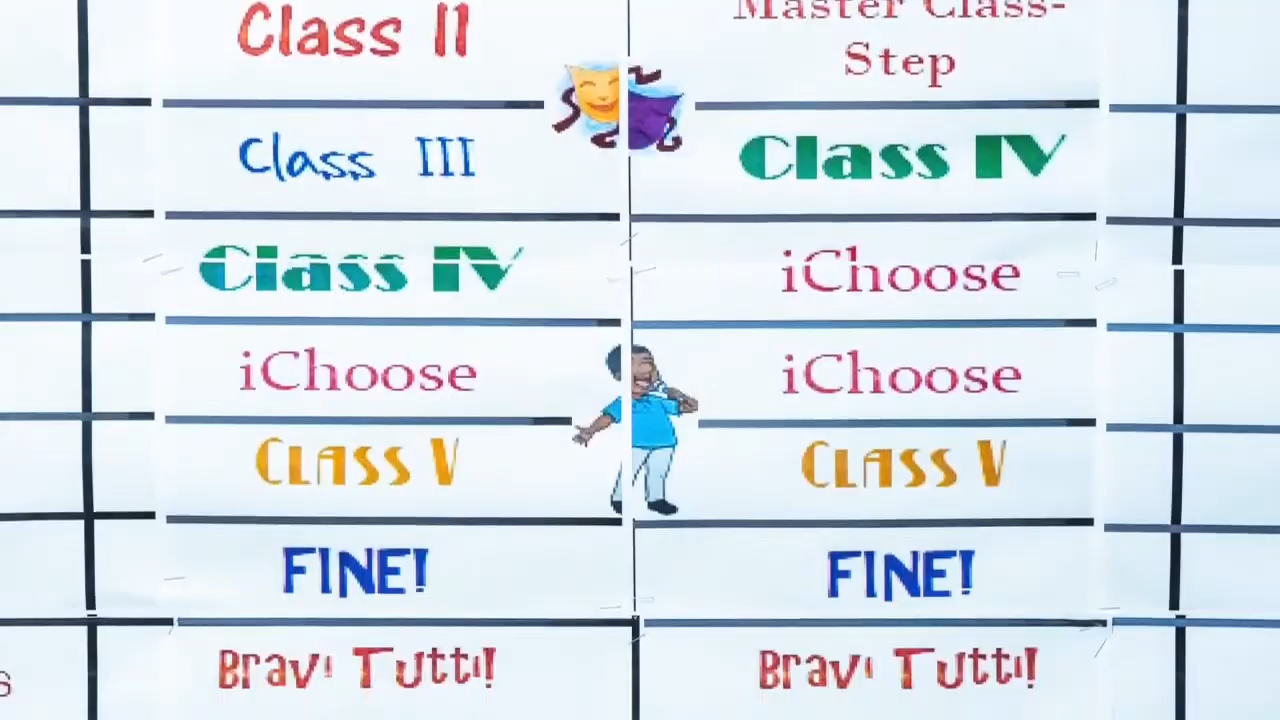 Class II
Master Class-
Step
Class III
Class IV
Class IV
iChoose
iChoose
iChoose
CLASS V
CLASS V
FINE!
FINE!
Bravi Tutti!
Bravi Tutti!